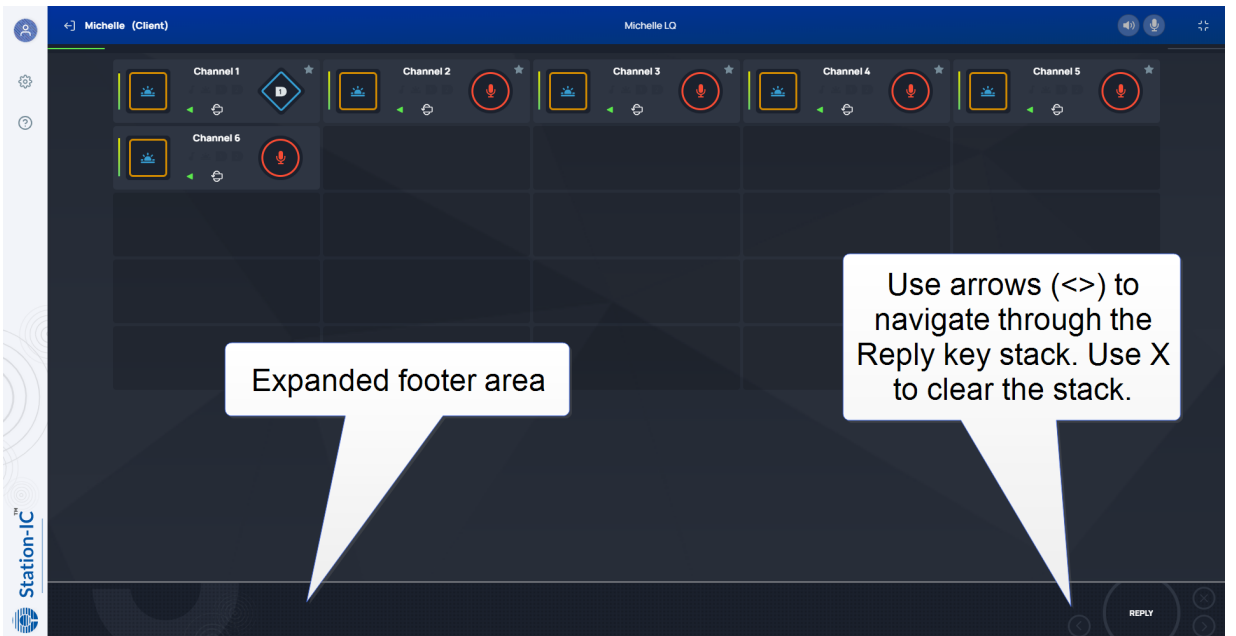 Michelle (Client)
Michelle LQ
Channel 1
D
Channel 2
Channel 3
Channel 4
Channel 5
Channel 6
Use arrows (<>) to
navigate through the
Reply key stack. Use X
to clear the stack.
Expanded footer area
Station-IC™
REPLY